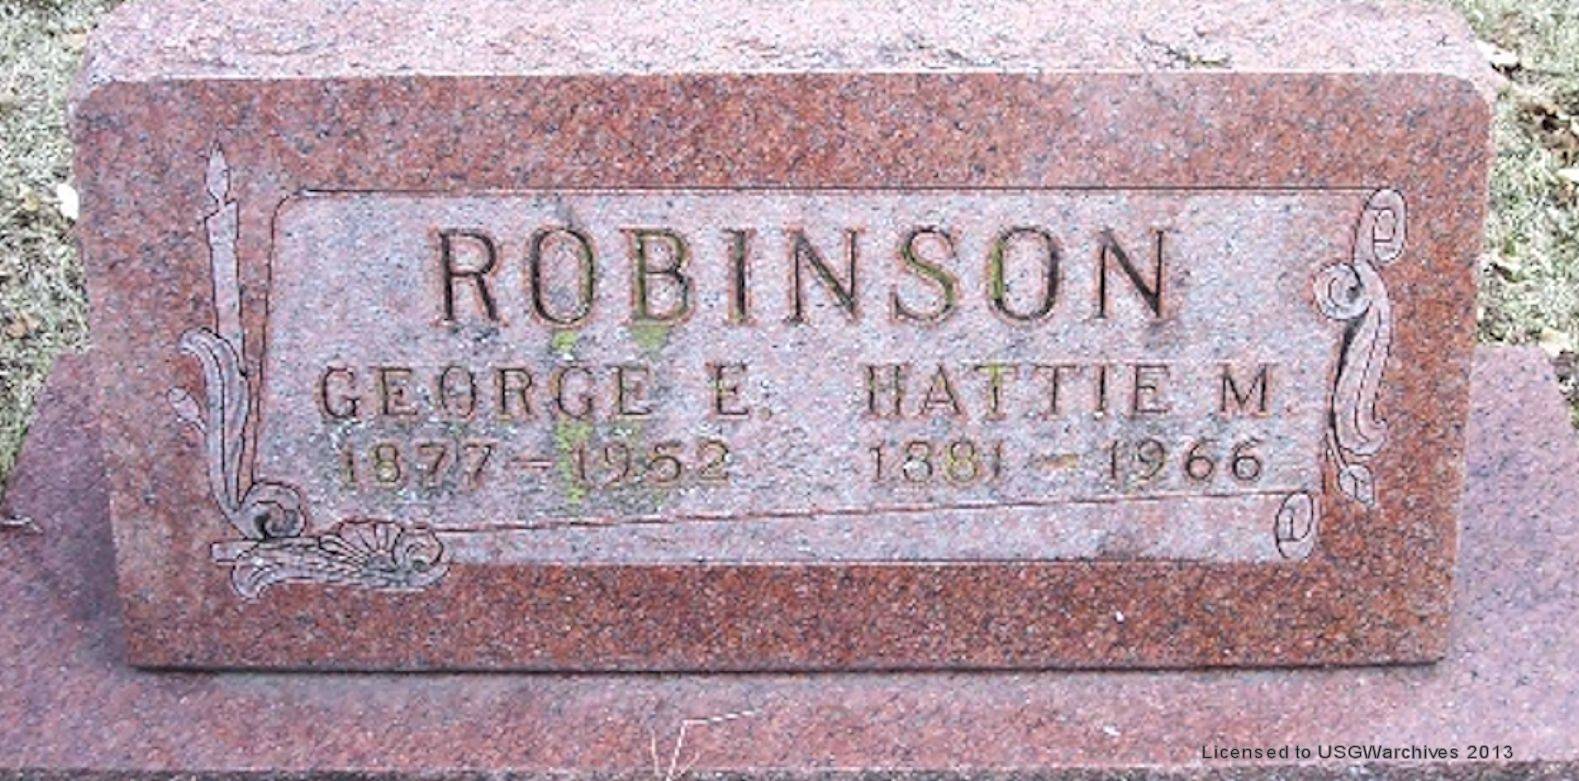 ROBINSON
GEORGE E. HATTIE M.
1877 – 1952 1881 – 1966
Licensed to USGWarchives 2013